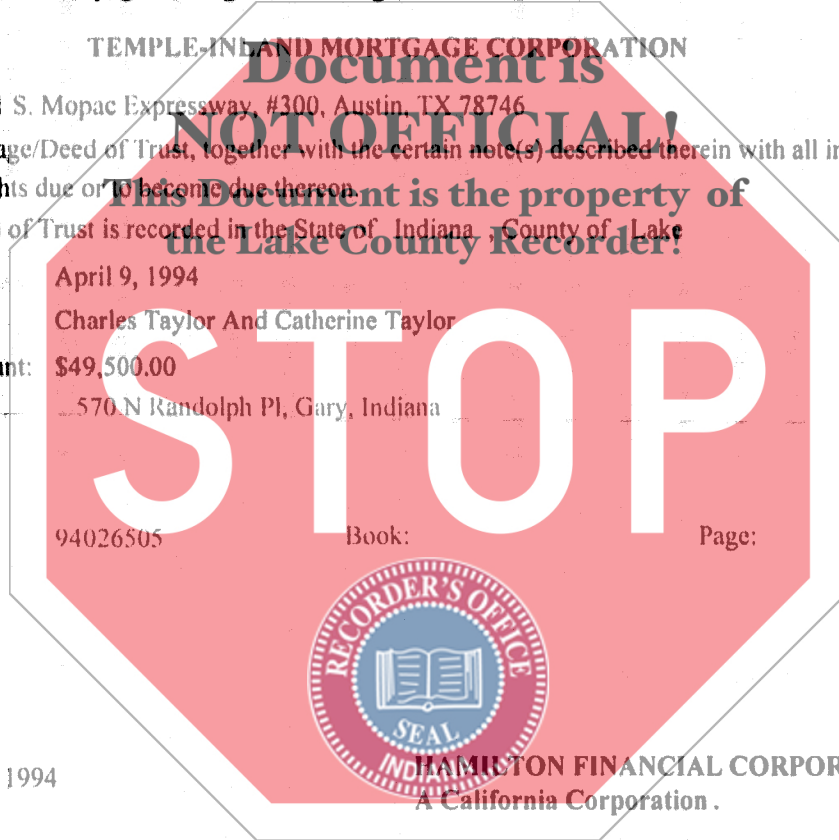 TEMPLE-INLAND MORTGAGE CORPORATION
Document is
S. Mopac Expressway, #300, Austin, TX 78746
NOT OFFICIAL!
age/Deed of Trust, together with the certain note(s) described therein with all in
hts due or to become due thereon.
This Document is the property of
of Trust is recorded in the State of Indiana , County of Lake
the Lake County Recorder!
April 9, 1994
Charles Taylor And Catherine Taylor
unt: $49,500.00
570 N Randolph Pl, Gary, Indiana
STOP
94026505 Book: Page:
RECORDER'S OFFICE
SEAL
INDIANA
1994
HAMILTON FINANCIAL CORPOR
A California Corporation .